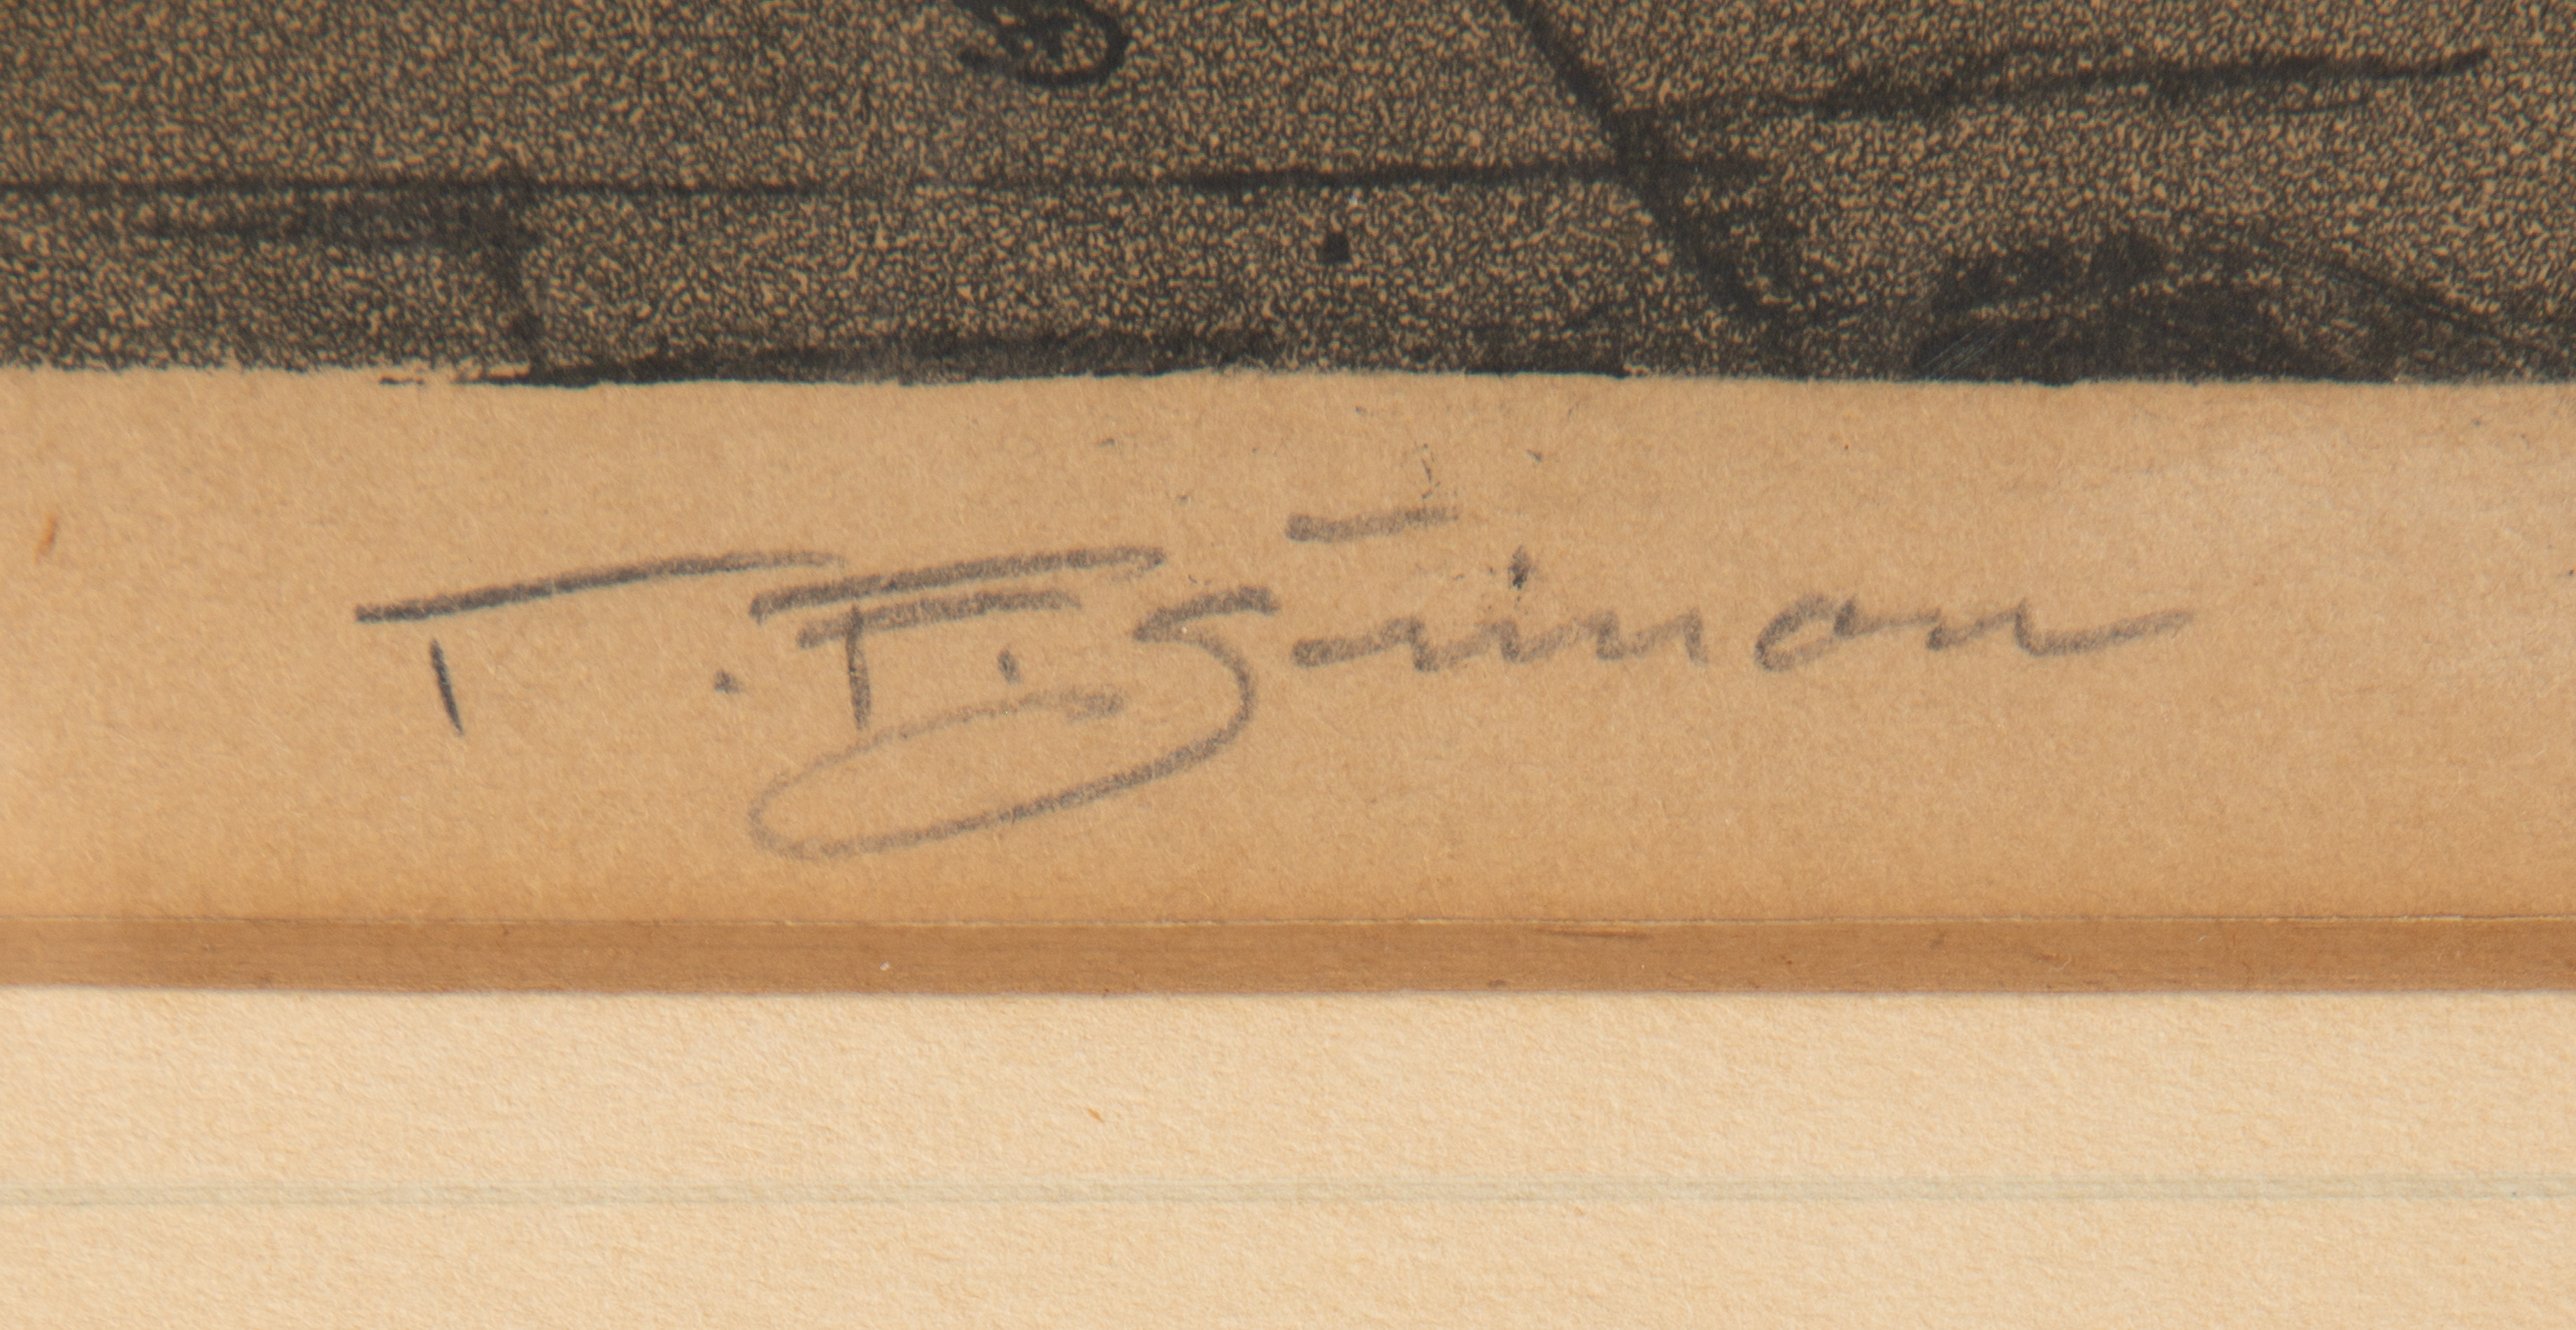 T. F. Šimon